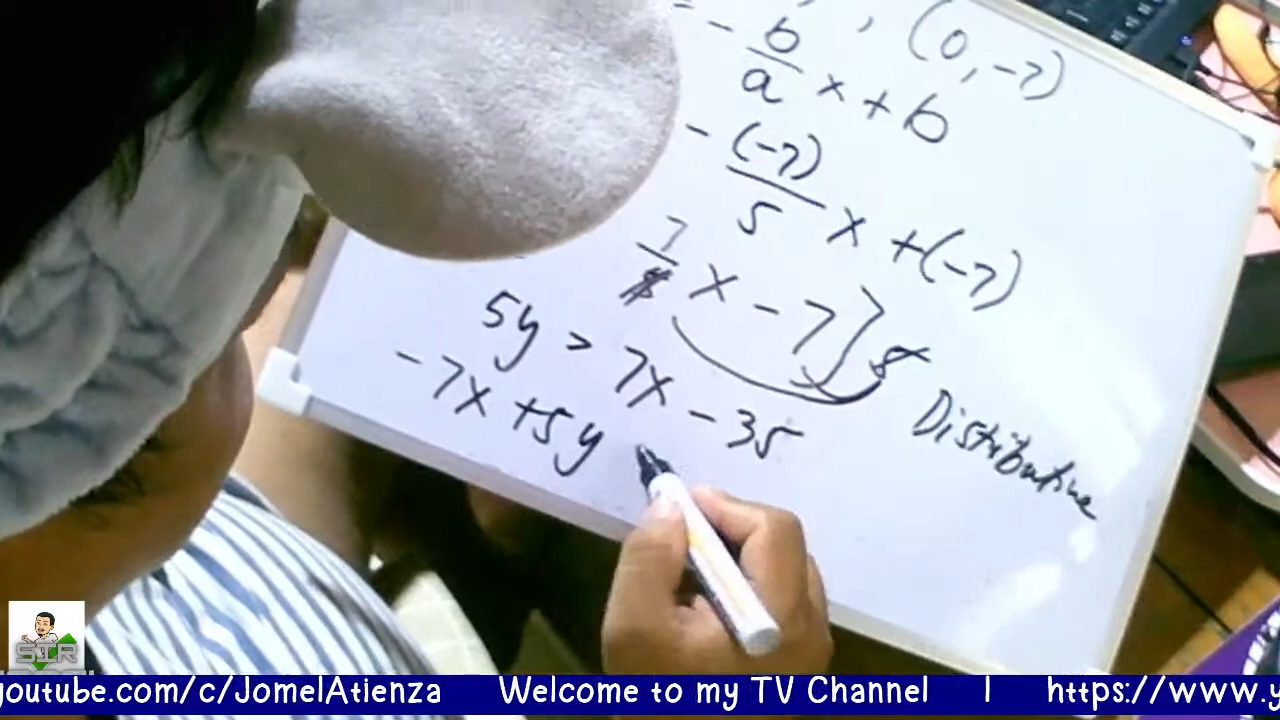 , (0, -7)
= - b/a x + b
- (-7)/5 x + (-7)
7/5 x - 7] 5
5y = 7x - 35
Distributive
-7x + 5y
SIR
youtube.com/c/JomelAtienza Welcome to my TV Channel | https://www.y